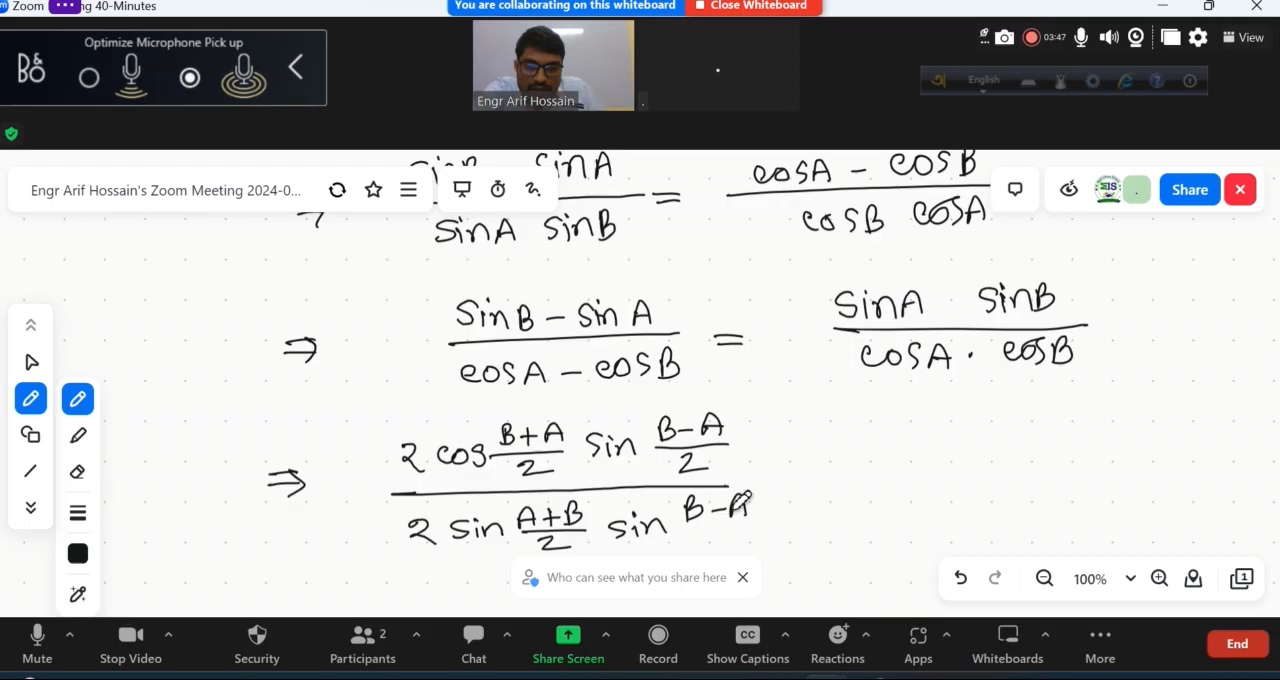 Zoom ng 40-Minutes
You are collaborating on this whiteboard Close Whiteboard
Optimize Microphone Pick up
B&O
03:47 View
English
Engr Arif Hossain
Engr Arif Hossain's Zoom Meeting 2024-0... Share
sinB sinA = cosA - cosB
sinA sinB cosB cosA
⇒ SinB - sinA / cosA - cosB = sinA sinB / cosA . cosB
⇒ 2 cos B+A/2 sin B-A/2
2 sin A+B/2 sin B-A
Who can see what you share here
100% 1
2 CC
Mute Stop Video Security Participants Chat Share Screen Record Show Captions Reactions Apps Whiteboards More End